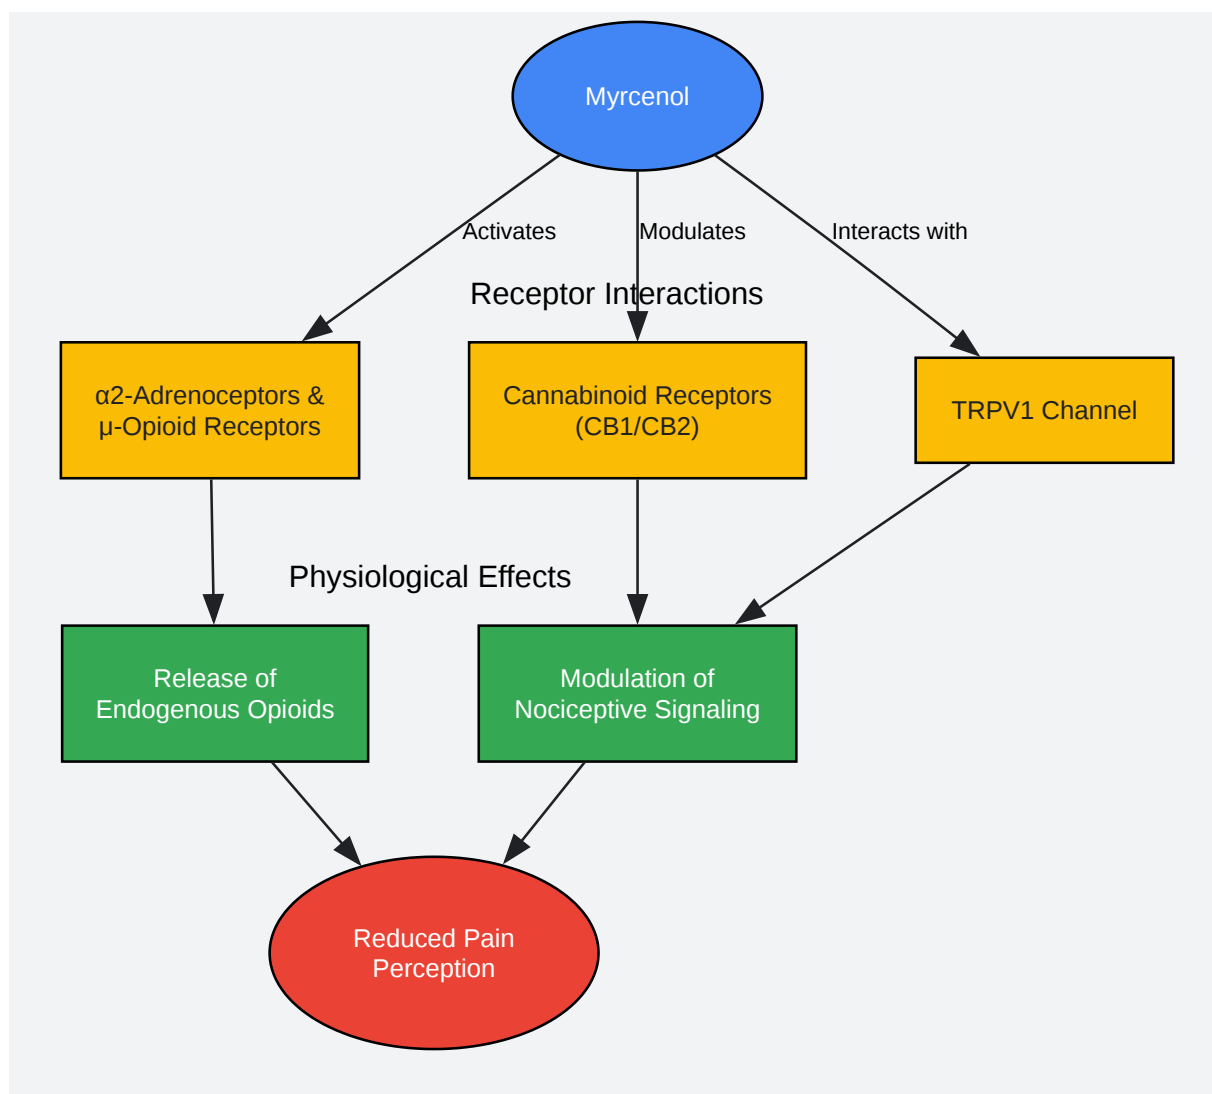 Myrcenol
Activates
Modulates
Interacts with
Receptor Interactions
α2-Adrenoceptors &
μ-Opioid Receptors
Cannabinoid Receptors
(CB1/CB2)
TRPV1 Channel
Physiological Effects
Release of
Endogenous Opioids
Modulation of
Nociceptive Signaling
Reduced Pain
Perception